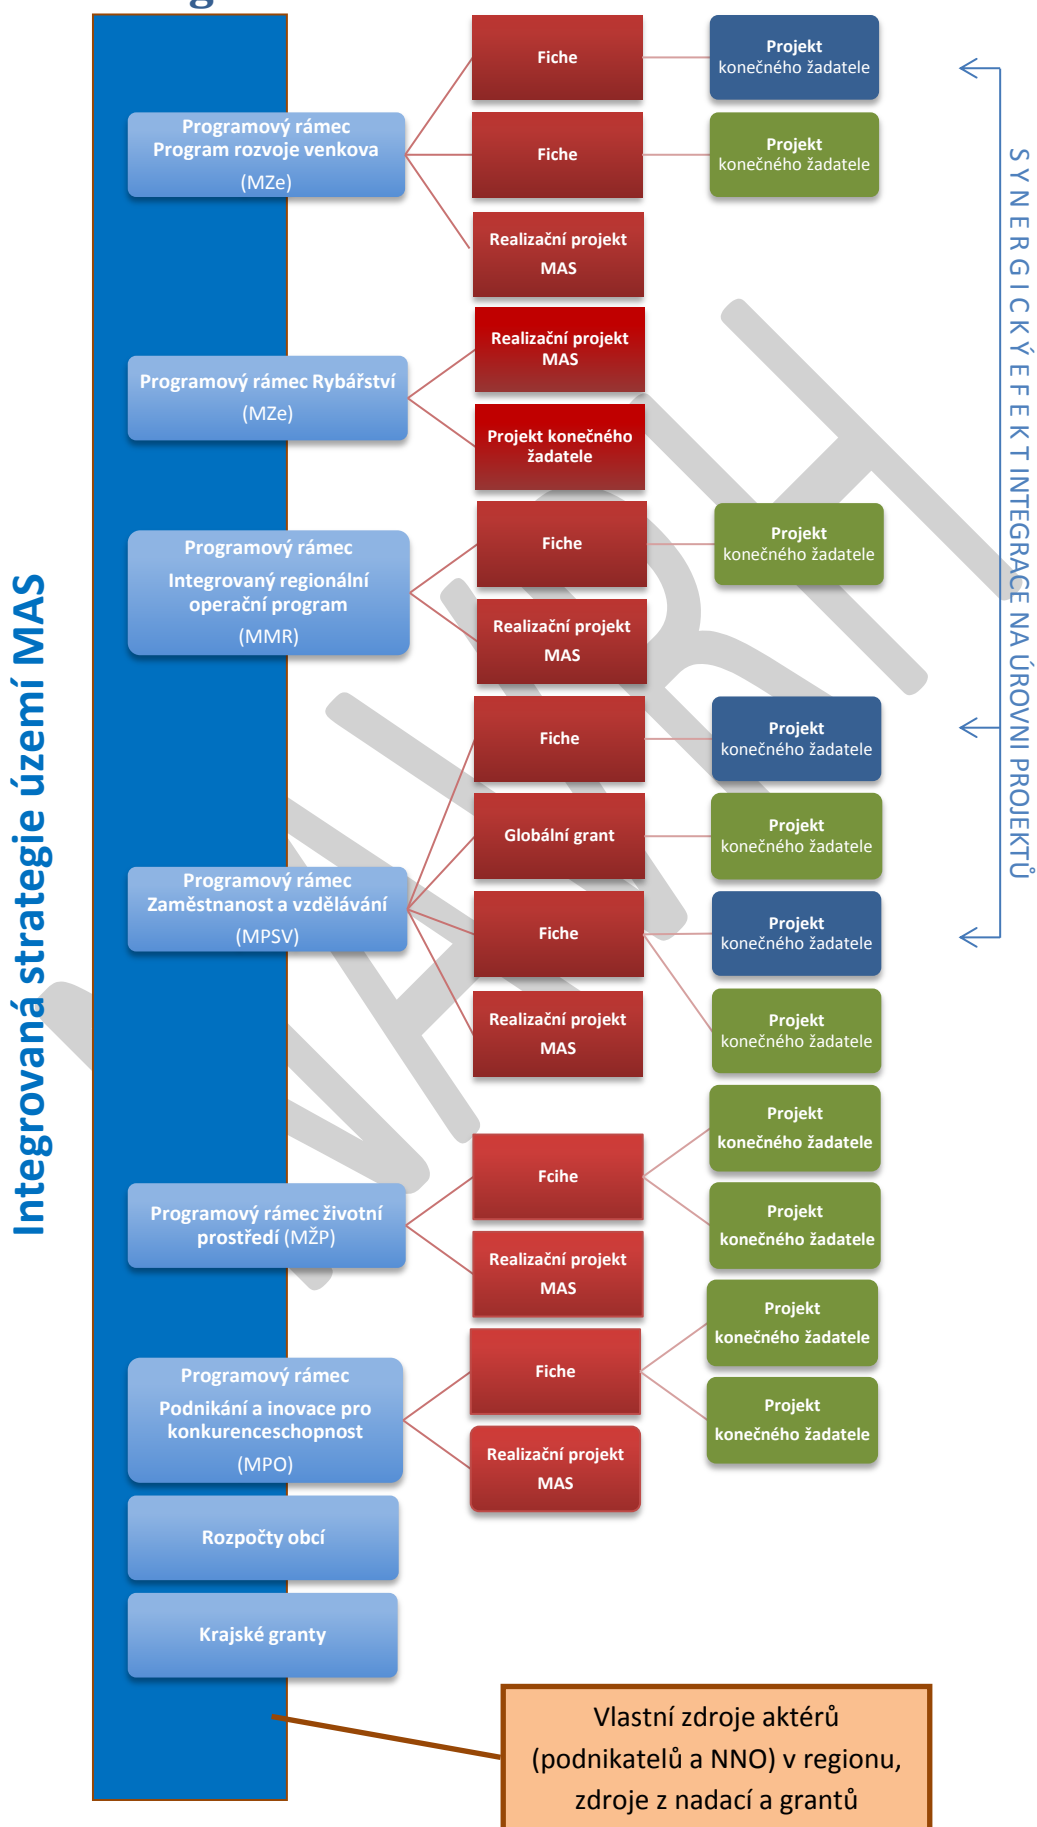 g
Integrovaná strategie území MAS
Programový rámec
Program rozvoje venkova
(MZe)
Fiche
Projekt
konečného žadatele
Fiche
Projekt
konečného žadatele
Realizační projekt
MAS
Programový rámec Rybářství
(MZe)
Realizační projekt
MAS
Projekt konečného
žadatele
Programový rámec
Integrovaný regionální
operační program
(MMR)
Fiche
Projekt
konečného žadatele
Realizační projekt
MAS
Programový rámec
Zaměstnanost a vzdělávání
(MPSV)
Fiche
Projekt
konečného žadatele
Globální grant
Projekt
konečného žadatele
Fiche
Projekt
konečného žadatele
Projekt
konečného žadatele
Realizační projekt
MAS
Programový rámec životní
prostředí (MŽP)
Fcihe
Projekt
konečného žadatele
Projekt
konečného žadatele
Realizační projekt
MAS
Programový rámec
Podnikání a inovace pro
konkurenceschopnost
(MPO)
Fiche
Projekt
konečného žadatele
Projekt
konečného žadatele
Realizační projekt
MAS
Rozpočty obcí
Krajské granty
Vlastní zdroje aktérů
(podnikatelů a NNO) v regionu,
zdroje z nadací a grantů
S Y N E R G I C K Ý E F E K T INTEGRACE NA ÚROVNI PROJEKTŮ
NÁVRH